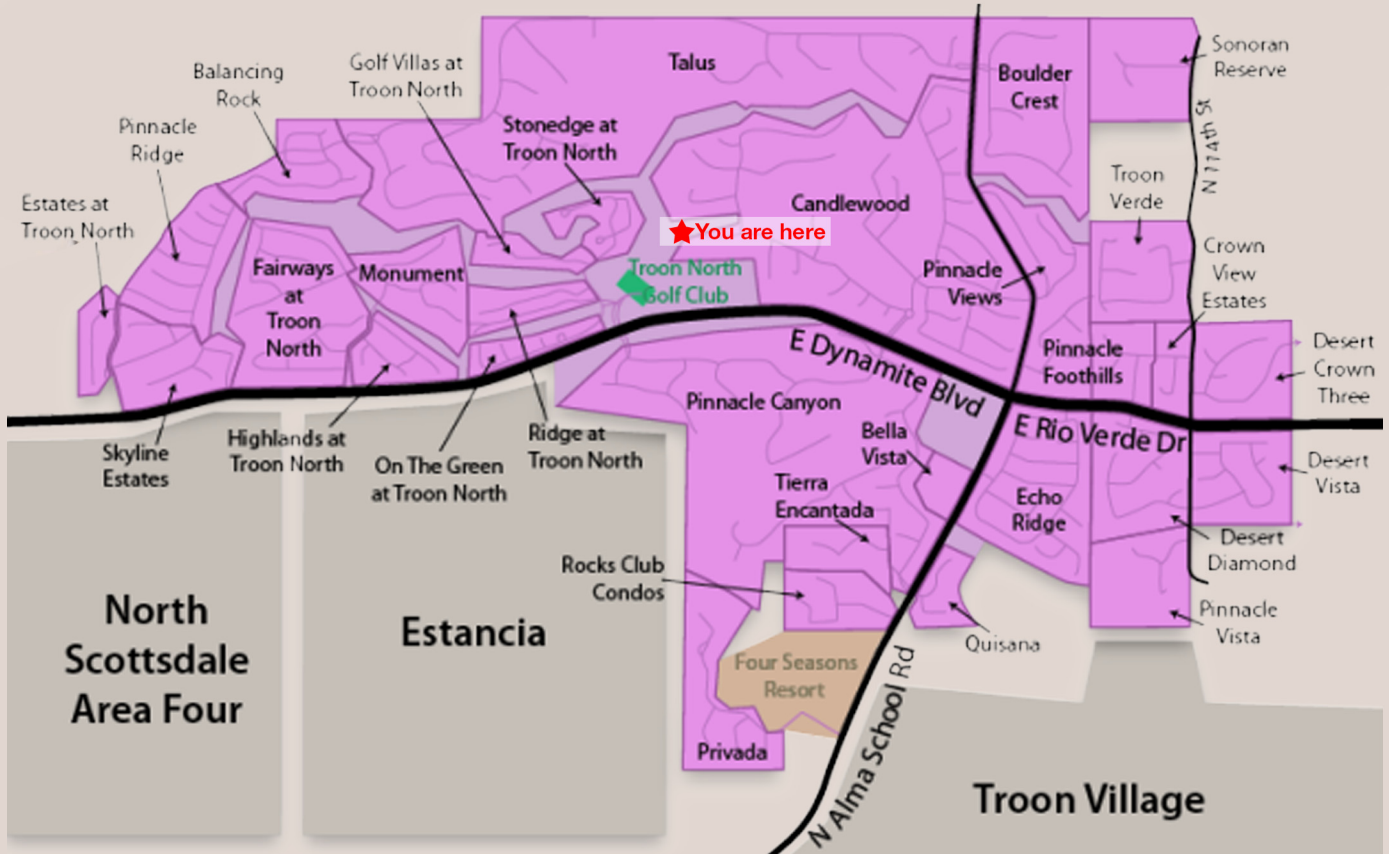 Talus
Boulder
Crest
Sonoran
Reserve
Golf Villas at
Troon North
Balancing
Rock
Pinnacle
Ridge
Stonedge at
Troon North
N 114th St
Troon
Verde
Estates at
Troon North
Candlewood
You are here
Crown
View
Estates
Fairways
at
Troon
North
Monument
Troon North
Golf Club
Pinnacle
Views
E Dynamite Blvd
Pinnacle
Foothills
Desert
Crown
Three
Pinnacle Canyon
E Rio Verde Dr
Skyline
Estates
Highlands at
Troon North
On The Green
at Troon North
Ridge at
Troon North
Bella
Vista
Desert
Vista
Tierra
Encantada
Echo
Ridge
Desert
Diamond
Rocks Club
Condos
Pinnacle
Vista
Quisana
North
Scottsdale
Area Four
Estancia
Four Seasons
Resort
Privada
N Alma School Rd
Troon Village